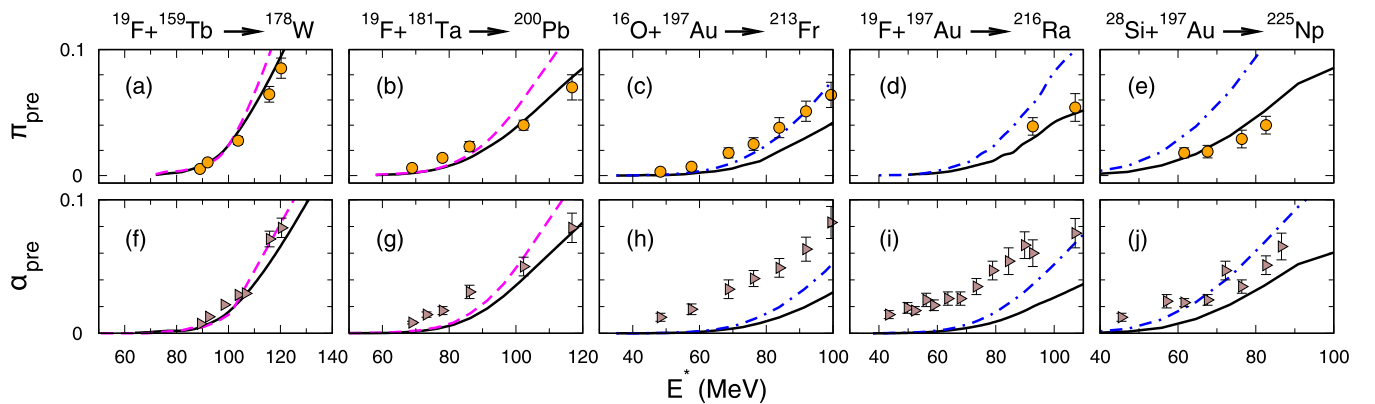 ¹⁹F+¹⁵⁹Tb → ¹⁷⁸W ¹⁹F+¹⁸¹Ta → ²⁰⁰Pb ¹⁶O+¹⁹⁷Au → ²¹³Fr ¹⁹F+¹⁹⁷Au → ²¹⁶Ra ²⁸Si+¹⁹⁷Au → ²²⁵Np
0.1
(a) (b) (c) (d) (e)
π_pre
0
0.1
(f) (g) (h) (i) (j)
α_pre
0
60 80 100 120 140 60 80 100 120 40 60 80 100 40 60 80 100 40 60 80 100
E* (MeV)